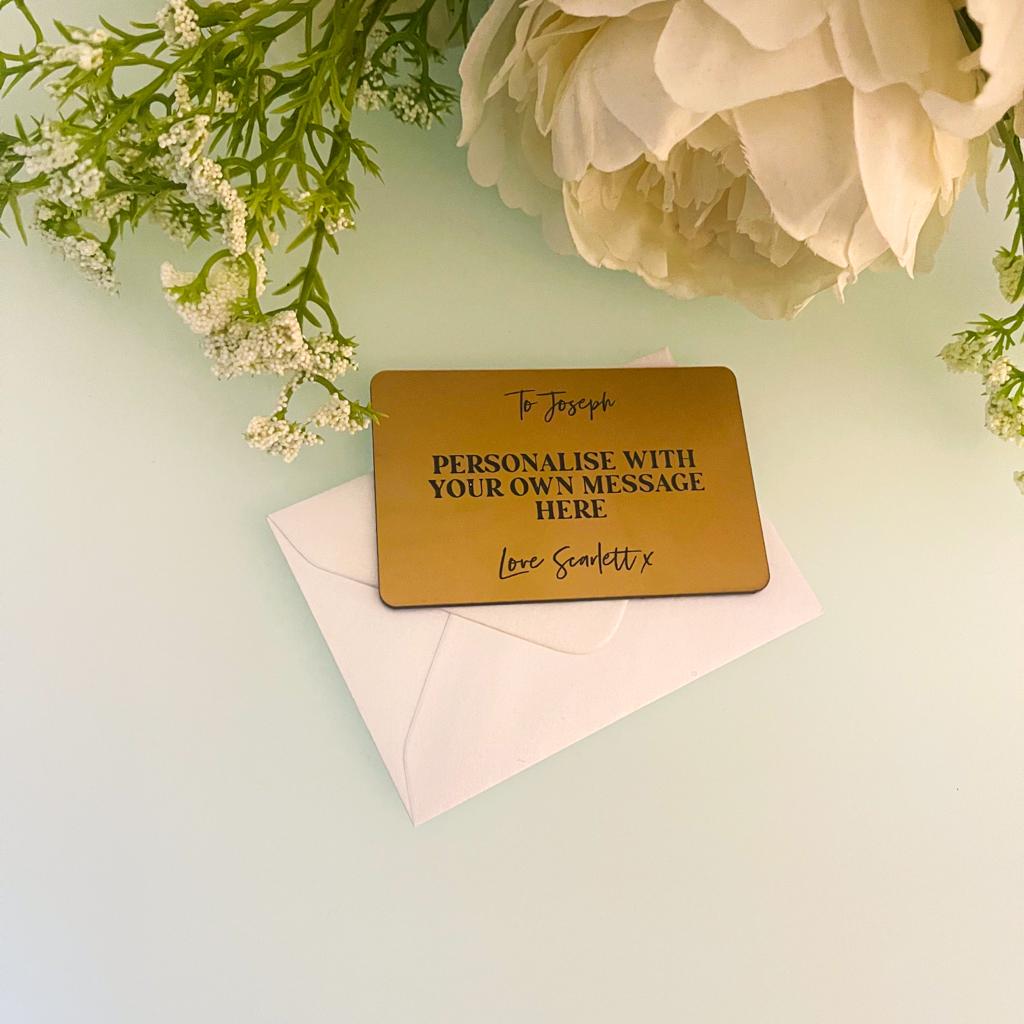 To Joseph
PERSONALISE WITH
YOUR OWN MESSAGE
HERE
Love Scarlett x